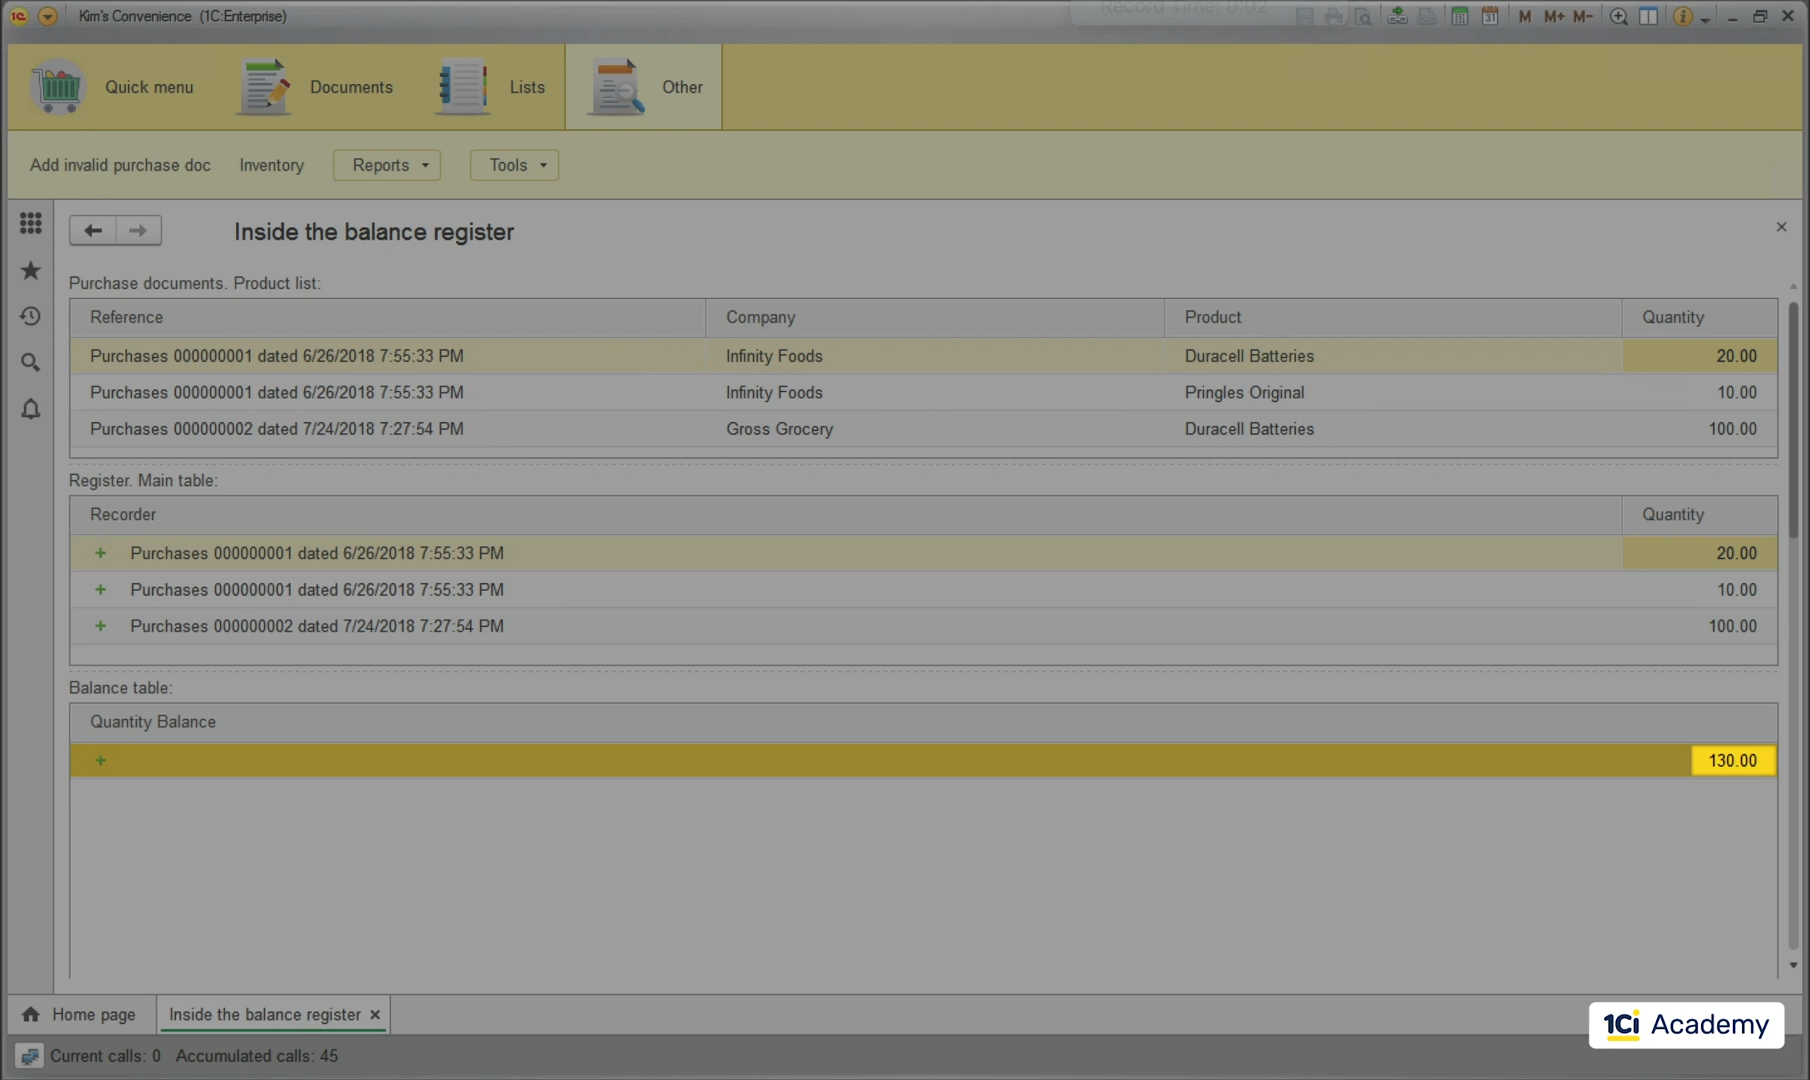 Kim's Convenience (1C:Enterprise)
Record Time: 0:02
31
M M+ M-
Quick menu
Documents
Lists
Other
Add invalid purchase doc
Inventory
Reports
Tools
Inside the balance register
Purchase documents. Product list:
Reference Company Product Quantity
Purchases 000000001 dated 6/26/2018 7:55:33 PM Infinity Foods Duracell Batteries 20.00
Purchases 000000001 dated 6/26/2018 7:55:33 PM Infinity Foods Pringles Original 10.00
Purchases 000000002 dated 7/24/2018 7:27:54 PM Gross Grocery Duracell Batteries 100.00
Register. Main table:
Recorder Quantity
+ Purchases 000000001 dated 6/26/2018 7:55:33 PM 20.00
+ Purchases 000000001 dated 6/26/2018 7:55:33 PM 10.00
+ Purchases 000000002 dated 7/24/2018 7:27:54 PM 100.00
Balance table:
Quantity Balance
+ 130.00
Home page
Inside the balance register
1Ci Academy
Current calls: 0 Accumulated calls: 45